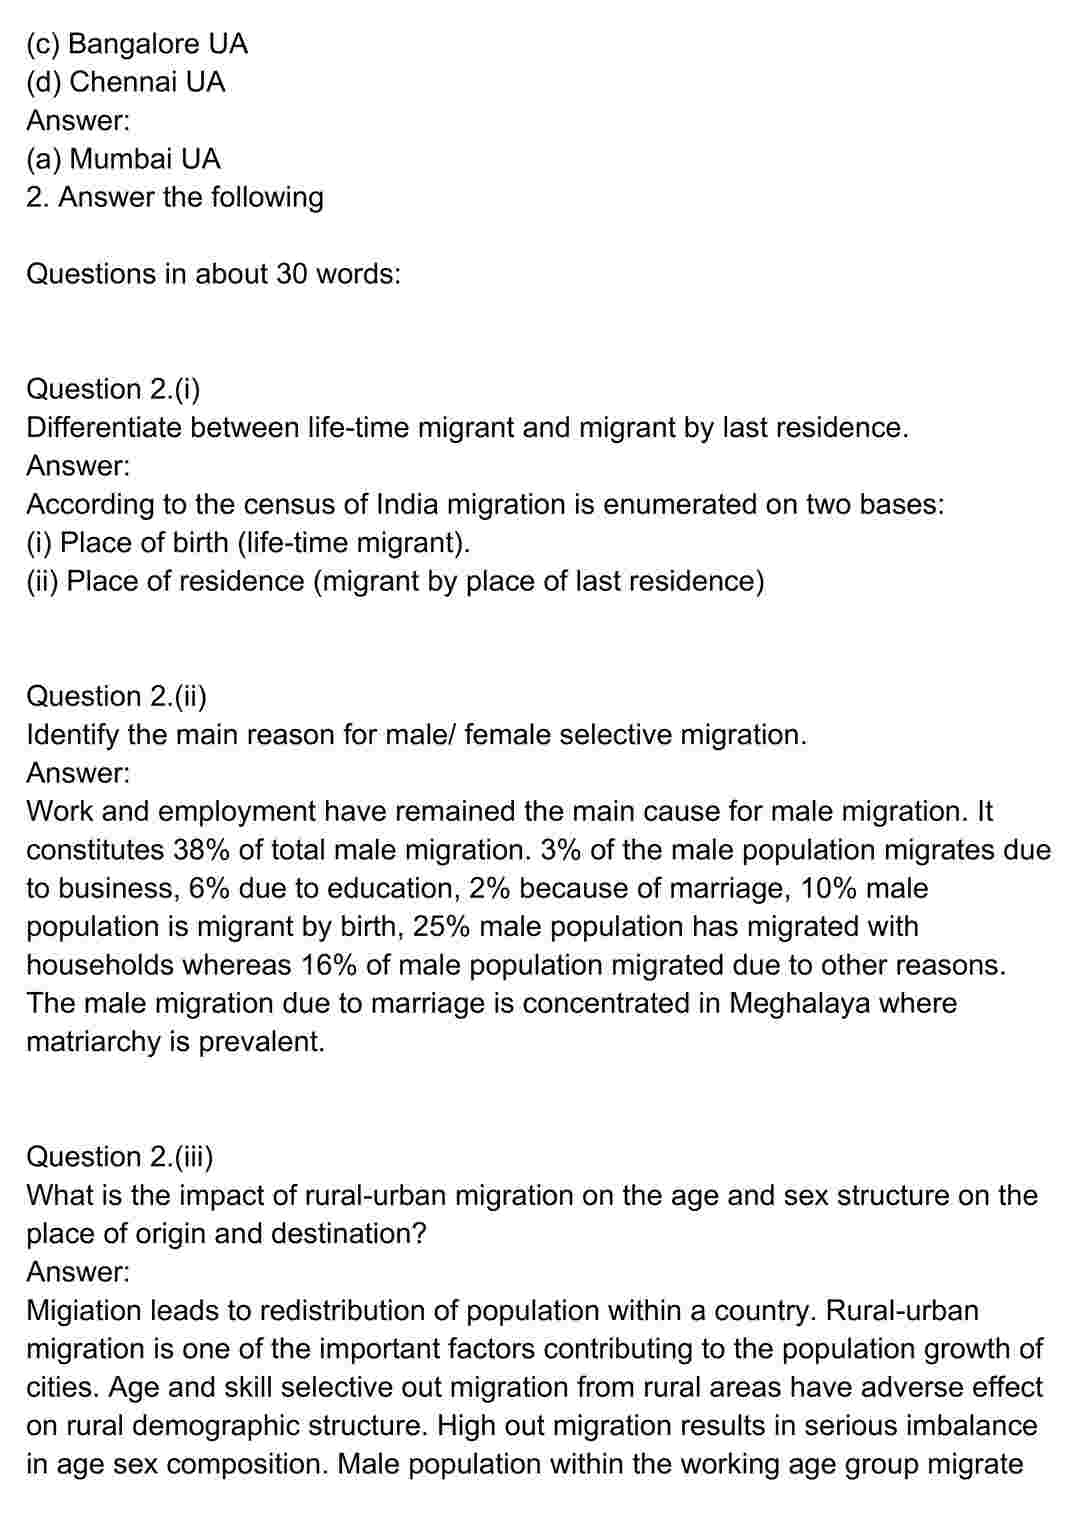 (c) Bangalore UA
(d) Chennai UA
Answer:
(a) Mumbai UA
2. Answer the following
Questions in about 30 words:
Question 2.(i)
Differentiate between life-time migrant and migrant by last residence.
Answer:
According to the census of India migration is enumerated on two bases:
(i) Place of birth (life-time migrant).
(ii) Place of residence (migrant by place of last residence)
Question 2.(ii)
Identify the main reason for male/ female selective migration.
Answer:
Work and employment have remained the main cause for male migration. It
constitutes 38% of total male migration. 3% of the male population migrates due
to business, 6% due to education, 2% because of marriage, 10% male
population is migrant by birth, 25% male population has migrated with
households whereas 16% of male population migrated due to other reasons.
The male migration due to marriage is concentrated in Meghalaya where
matriarchy is prevalent.
Question 2.(iii)
What is the impact of rural-urban migration on the age and sex structure on the
place of origin and destination?
Answer:
Migiation leads to redistribution of population within a country. Rural-urban
migration is one of the important factors contributing to the population growth of
cities. Age and skill selective out migration from rural areas have adverse effect
on rural demographic structure. High out migration results in serious imbalance
in age sex composition. Male population within the working age group migrate